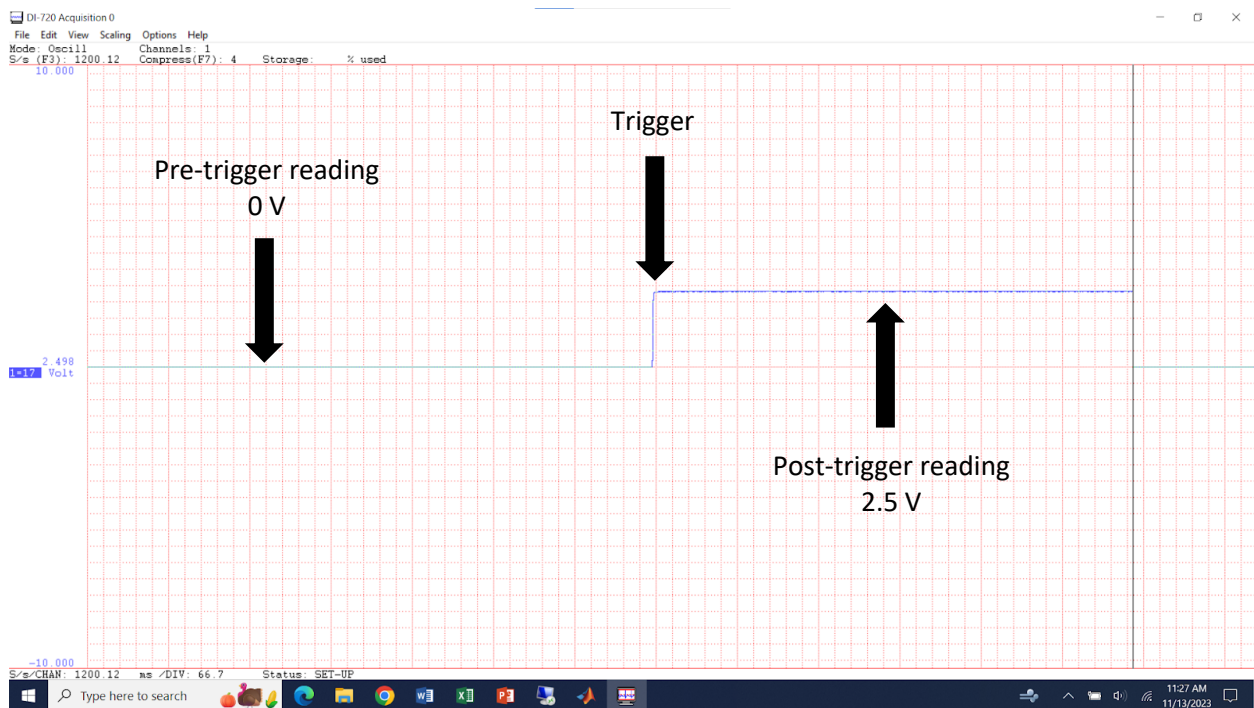 DI-720 Acquisition 0
File Edit View Scaling Options Help
Mode: Oscill Channels: 1
S/s (F3): 1200.12 Compress(F7): 4 Storage: % used
10.000
Trigger
Pre-trigger reading
0 V
2.498
1=17 Volt
Post-trigger reading
2.5 V
-10.000
S/s/CHAN: 1200.12 ms /DIV: 66.7 Status: SET-UP
Type here to search
11:27 AM
11/13/2023